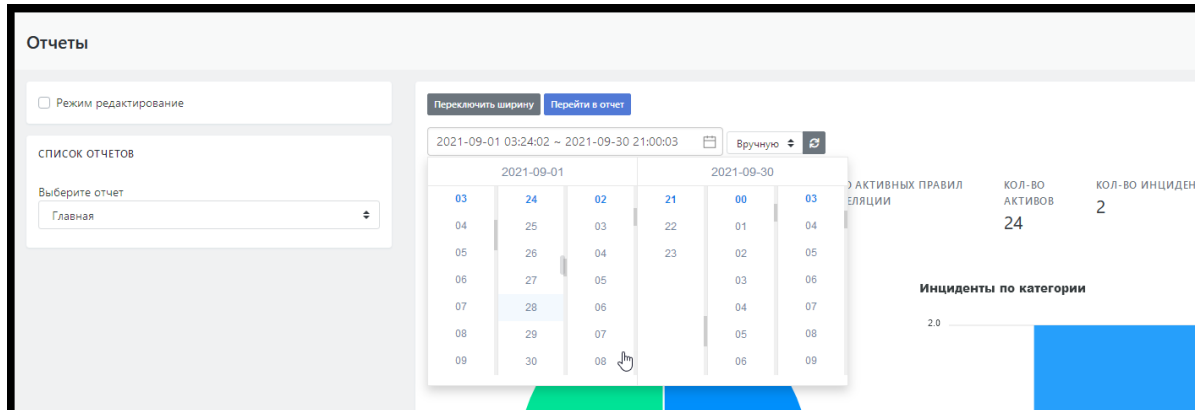 Отчеты
Режим редактирование
СПИСОК ОТЧЕТОВ
Выберите отчет
Главная
Переключить ширину Перейти в отчет
2021-09-01 03:24:02 ~ 2021-09-30 21:00:03 Вручную
2021-09-01 2021-09-30
03 24 02 21 00 03
04 25 03 22 01 04
05 26 04 23 02 05
06 27 05 03 06
07 28 06 04 07
08 29 07 05 08
09 30 08 06 09
АКТИВНЫХ ПРАВИЛ
КОЛ-ВО
АКТИВОВ
24
КОЛ-ВО
2
Инциденты по категории
2.0